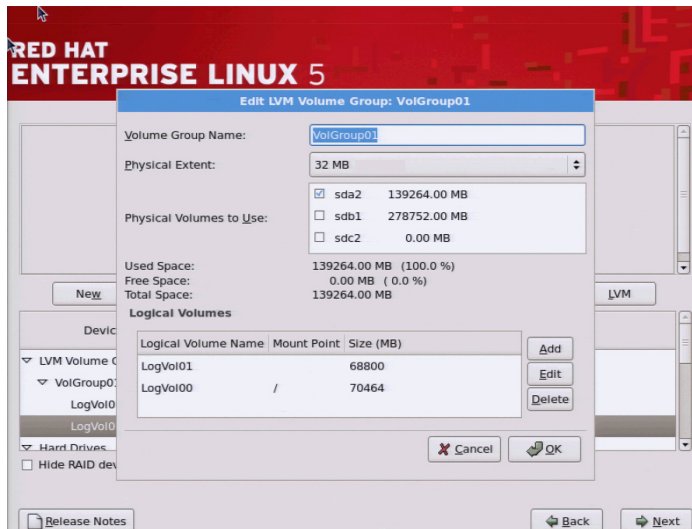 RED HAT
ENTERPRISE LINUX 5
Edit LVM Volume Group: VolGroup01
Volume Group Name: VolGroup01
Physical Extent: 32 MB
Physical Volumes to Use:
sda2 139264.00 MB
sdb1 278752.00 MB
sdc2 0.00 MB
Used Space: 139264.00 MB (100.0 %)
Free Space: 0.00 MB ( 0.0 %)
Total Space: 139264.00 MB
Logical Volumes
Logical Volume Name Mount Point Size (MB)
LogVol01 68800
LogVol00 / 70464
Add
Edit
Delete
Cancel OK
New LVM
Devic
LVM Volume G
VolGroup01
LogVol0
LogVol0
Hard Drives
Hide RAID dev
Release Notes Back Next